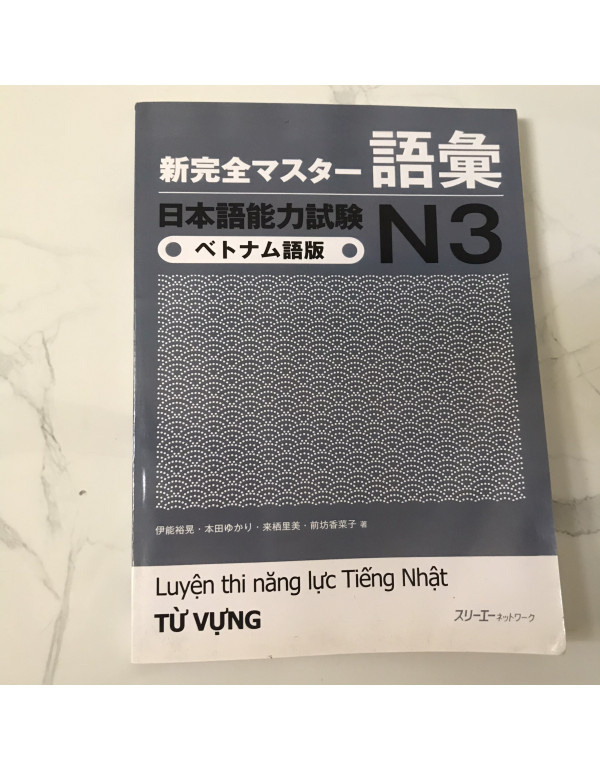 新完全マスター 語彙
日本語能力試験 N3
ベトナム語版
伊能裕晃・本田ゆかり・来栖里美・前坊香菜子 著
Luyện thi năng lực Tiếng Nhật
TỪ VỰNG
スリーエーネットワーク